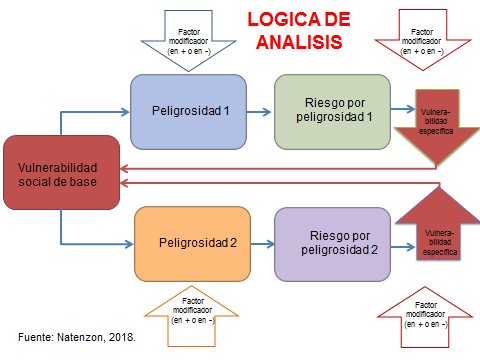 LOGICA DE
ANALISIS
Factor
modificador
(en + o en -)
Factor
modificador
(en + o en -)
Peligrosidad 1
Riesgo por
peligrosidad 1
Vulnera-
bilidad
específica
Vulnerabilidad
social de base
Peligrosidad 2
Riesgo por
peligrosidad 2
Vulnera-
bilidad
específica
Factor
modificador
(en + o en -)
Factor
modificador
(en + o en -)
Fuente: Natenzon, 2018.